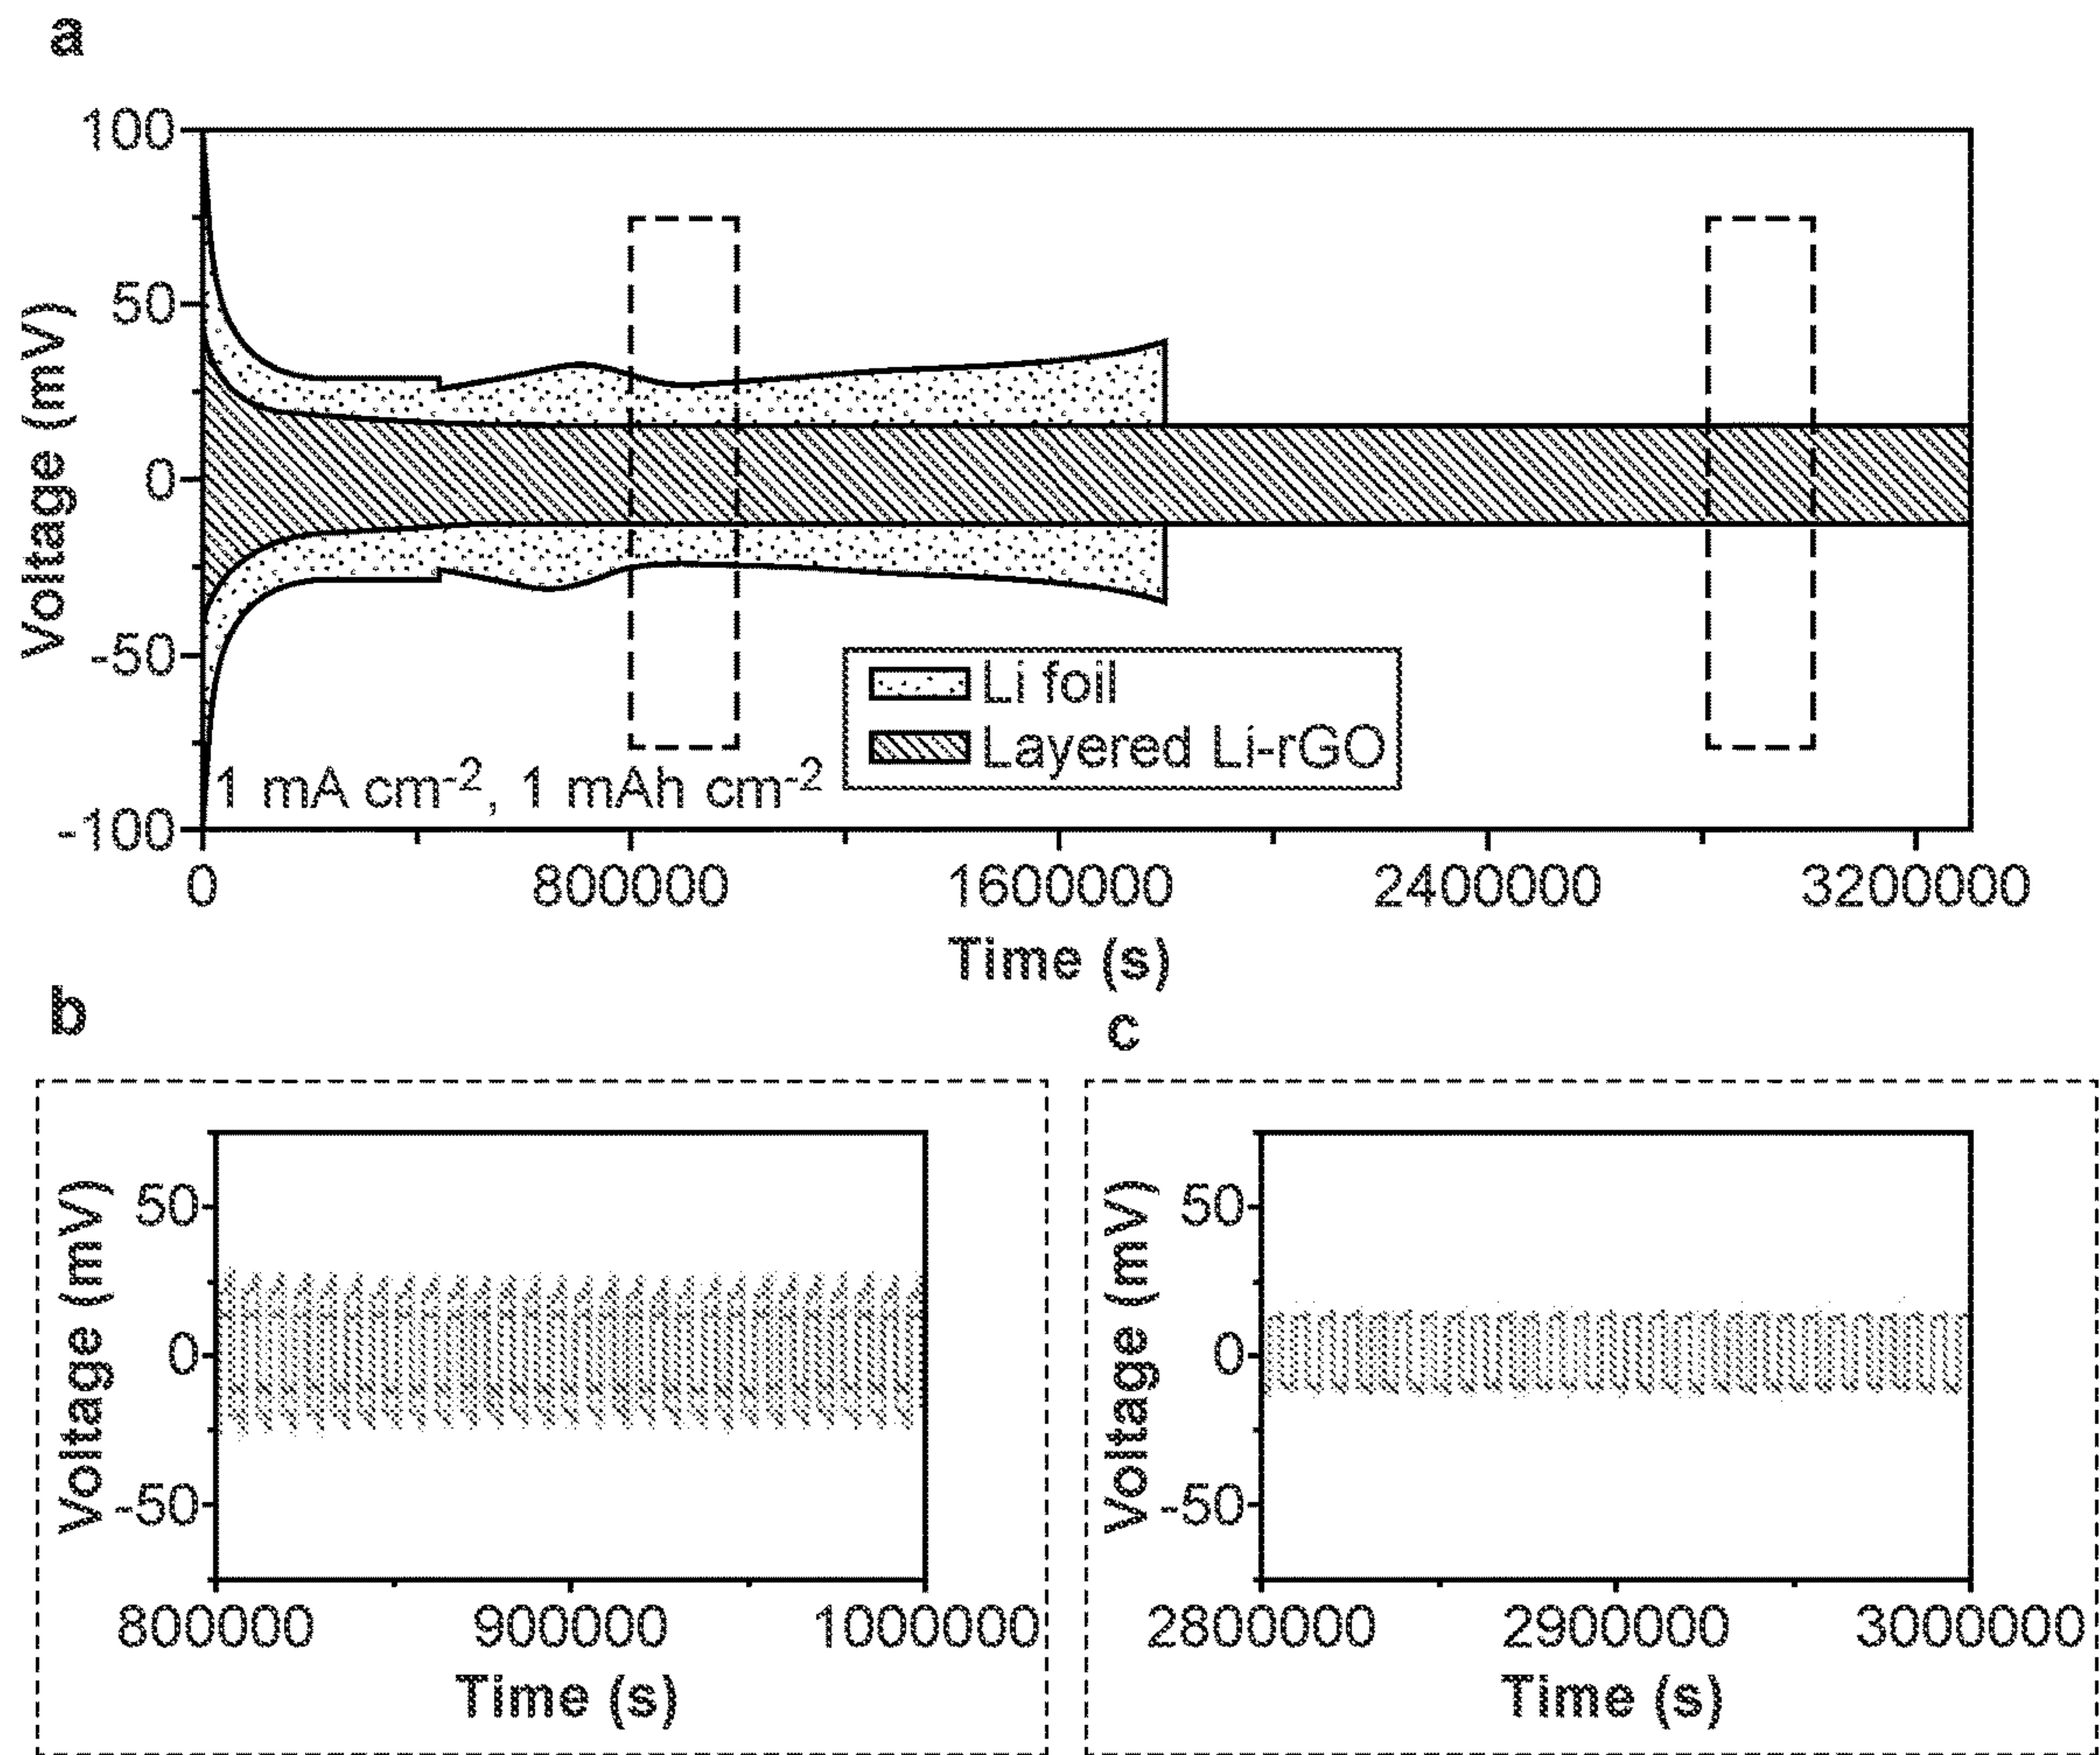 a
100
50
0
-50
-100
Voltage (mV)
Li foil
Layered Li-rGO
1 mA cm-2, 1 mAh cm-2
0 800000 1600000 2400000 3200000
Time (s)
b
50
0
-50
Voltage (mV)
800000 900000 1000000
Time (s)
c
50
0
-50
Voltage (mV)
2800000 2900000 3000000
Time (s)